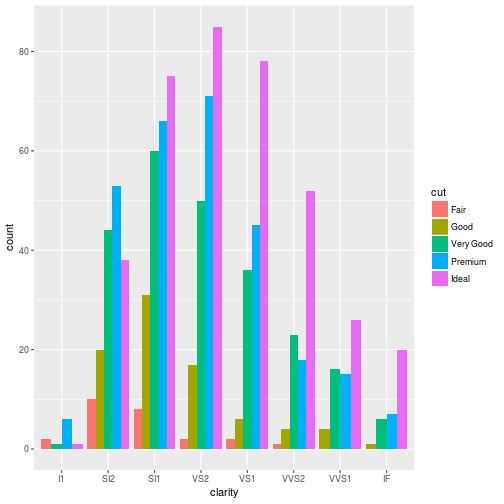 80
60
40
20
0
count
I1 SI2 SI1 VS2 VS1 VVS2 VVS1 IF
clarity
cut
Fair
Good
Very Good
Premium
Ideal